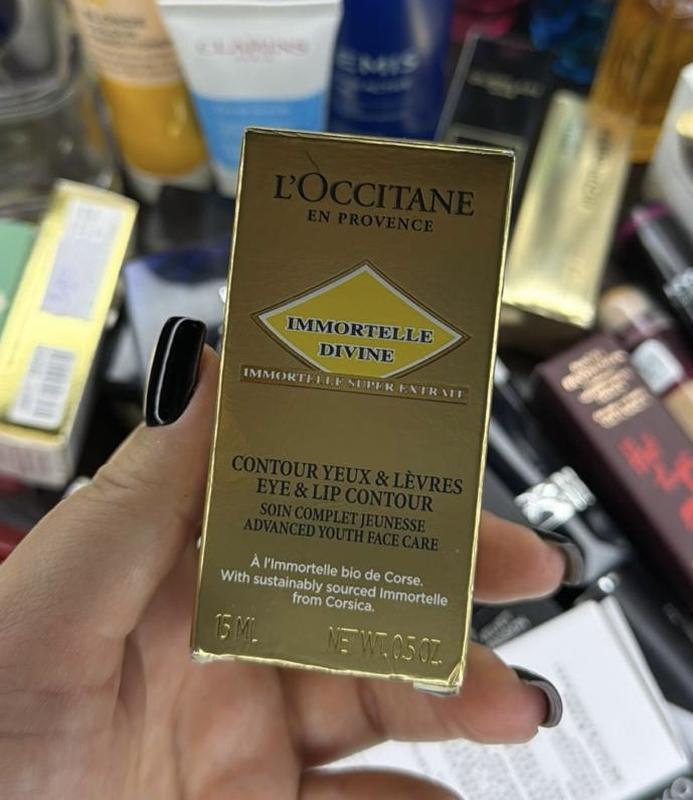 CLARINS
EMIS
L'OCCITANE
EN PROVENCE
IMMORTELLE
DIVINE
IMMORTELLE SUPER EXTRAIT
CONTOUR YEUX & LÈVRES
EYE & LIP CONTOUR
SOIN COMPLET JEUNESSE
ADVANCED YOUTH FACE CARE
À l'Immortelle bio de Corse.
With sustainably sourced Immortelle
from Corsica.
15 ML NET WT. 0.5 OZ.